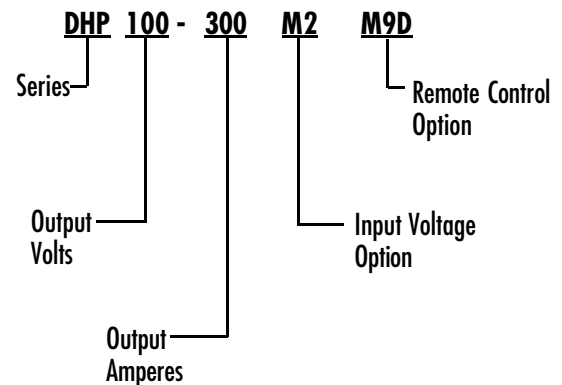 DHP 100 - 300 M2 M9D
Series
Remote Control
Option
Output
Volts
Input Voltage
Option
Output
Amperes